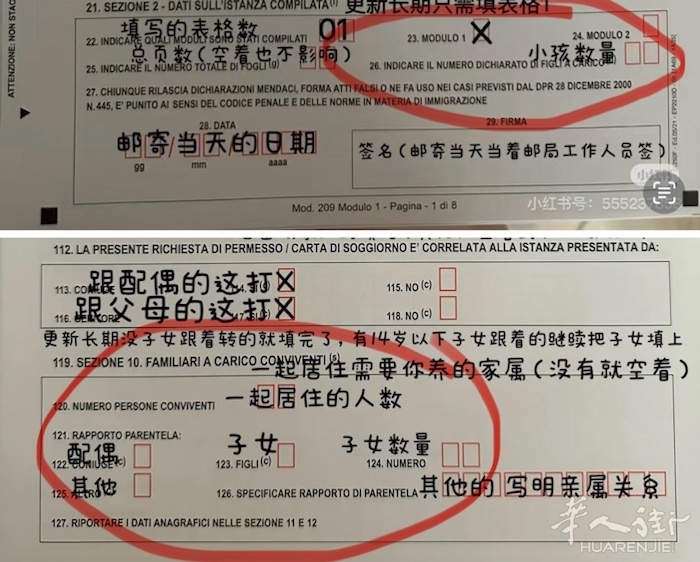 21. SEZIONE 2 - DATI SULL'ISTANZA COMPILATA 更新长期只需填表格1
填写的表格数 01
22. INDICARE QUALI MODULI SONO STATI COMPILATI 23. MODULO 1 X 24. MODULO 2
总页数(空着也不影响) 小孩数量
25. INDICARE IL NUMERO TOTALE DI FOGLI (g) 26. INDICARE IL NUMERO DICHIARATO DI FIGLI A CARICO
27. CHIUNQUE RILASCIA DICHIARAZIONI MENDACI, FORMA ATTI FALSI O NE FA USO NEI CASI PREVISTI DAL DPR 28 DICEMBRE 2000
N.445, E' PUNITO AI SENSI DEL CODICE PENALE E DELLE NORME IN MATERIA DI IMMIGRAZIONE
28. DATA 29. FIRMA
邮寄当天的日期 签名(邮寄当天当着邮局工作人员签)
gg mm aaaa
ATTENZIONE: NON STAC
小红书
小红书号: 55523
Mod. 209 Modulo 1 - Pagina - 1 di 8
112. LA PRESENTE RICHIESTA DI PERMESSO / CARTA DI SOGGIORNO E' CORRELATA ALLA ISTANZA PRESENTATA DA:
跟配偶的这打X
113. CONIUGE 115. NO (c)
跟父母的这打X
116. 118. NO (c)
更新长期没子女跟着转的就填完了，有14岁以下子女跟着的继续把子女填上
119. SEZIONE 10. FAMILIARI A CARICO CONVIVENTI (s)
一起居住需要你养的家属(没有就空着)
120. NUMERO PERSONE CONVIVENTI 一起居住的人数
121. RAPPORTO PARENTELA:
配偶 子女 子女数量
122. CONIUGE (c) 123. FIGLI (c) 124. NUMERO
其他
125. ALTRO 126. SPECIFICARE RAPPORTO DI PARENTELA 其他的写明亲属关系
127. RIPORTARE I DATI ANAGRAFICI NELLE SEZIONE 11 E 12
华人街
HUARENJIE